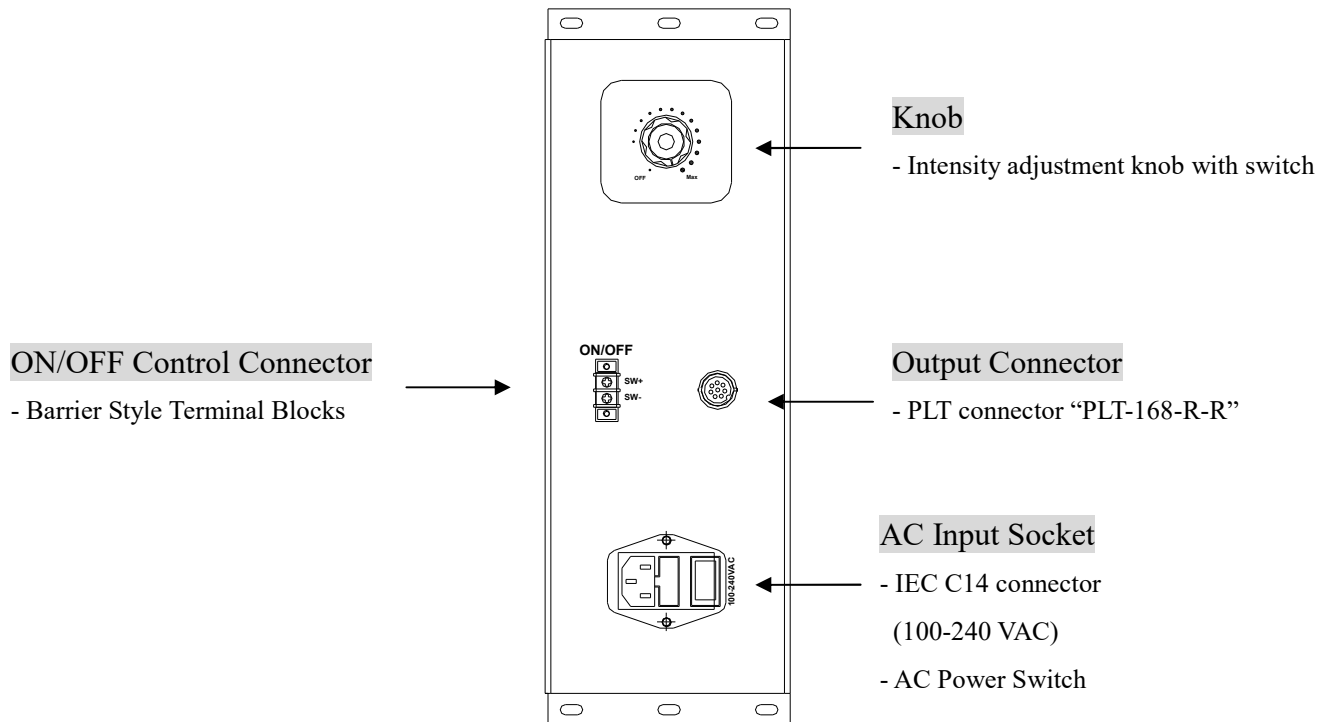 Knob
- Intensity adjustment knob with switch
OFF
Max
ON/OFF Control Connector
- Barrier Style Terminal Blocks
ON/OFF
SW+
SW-
Output Connector
- PLT connector “PLT-168-R-R”
AC Input Socket
- IEC C14 connector
(100-240 VAC)
- AC Power Switch
100-240VAC